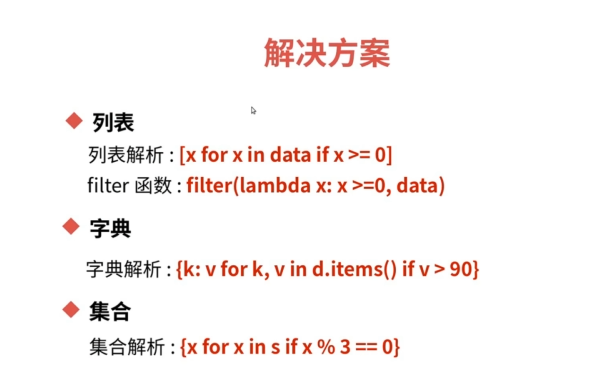 解决方案
列表
列表解析 : [x for x in data if x >= 0]
filter 函数 : filter(lambda x: x >=0, data)
字典
字典解析 : {k: v for k, v in d.items() if v > 90}
集合
集合解析 : {x for x in s if x % 3 == 0}